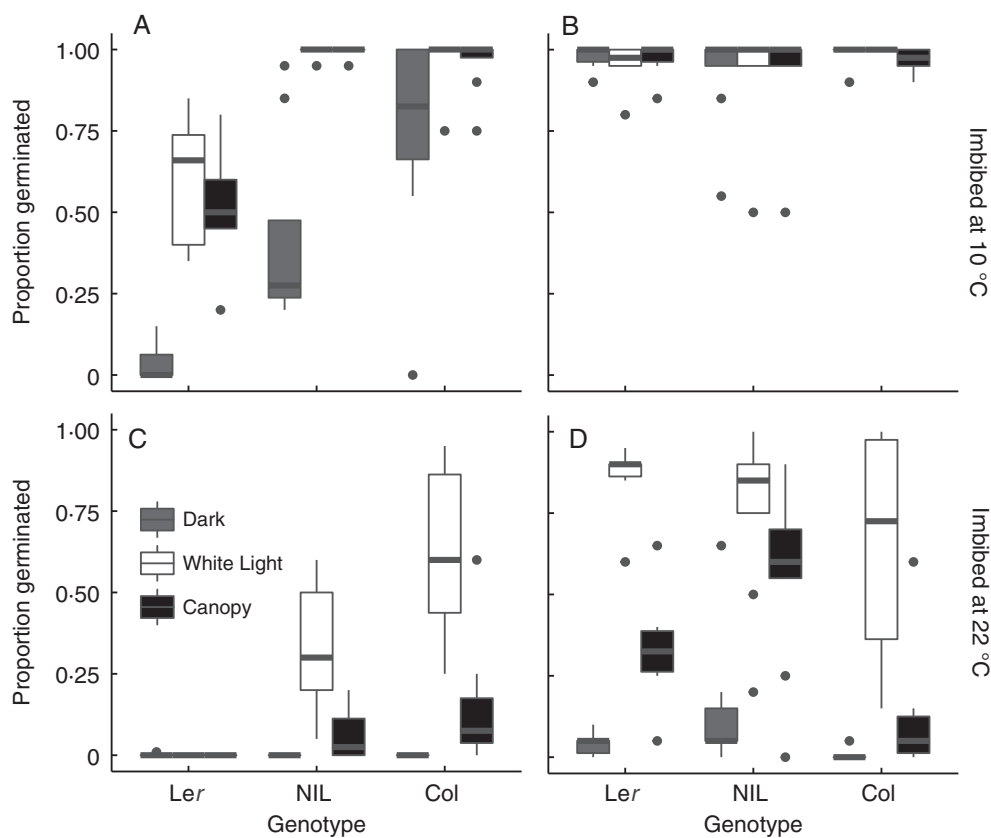 A
B
Proportion germinated
1·00
0·75
0·50
0·25
0
Imbibed at 10 °C
C
D
Proportion germinated
1·00
0·75
0·50
0·25
0
Dark
White Light
Canopy
Imbibed at 22 °C
Ler
NIL
Col
Genotype
Ler
NIL
Col
Genotype